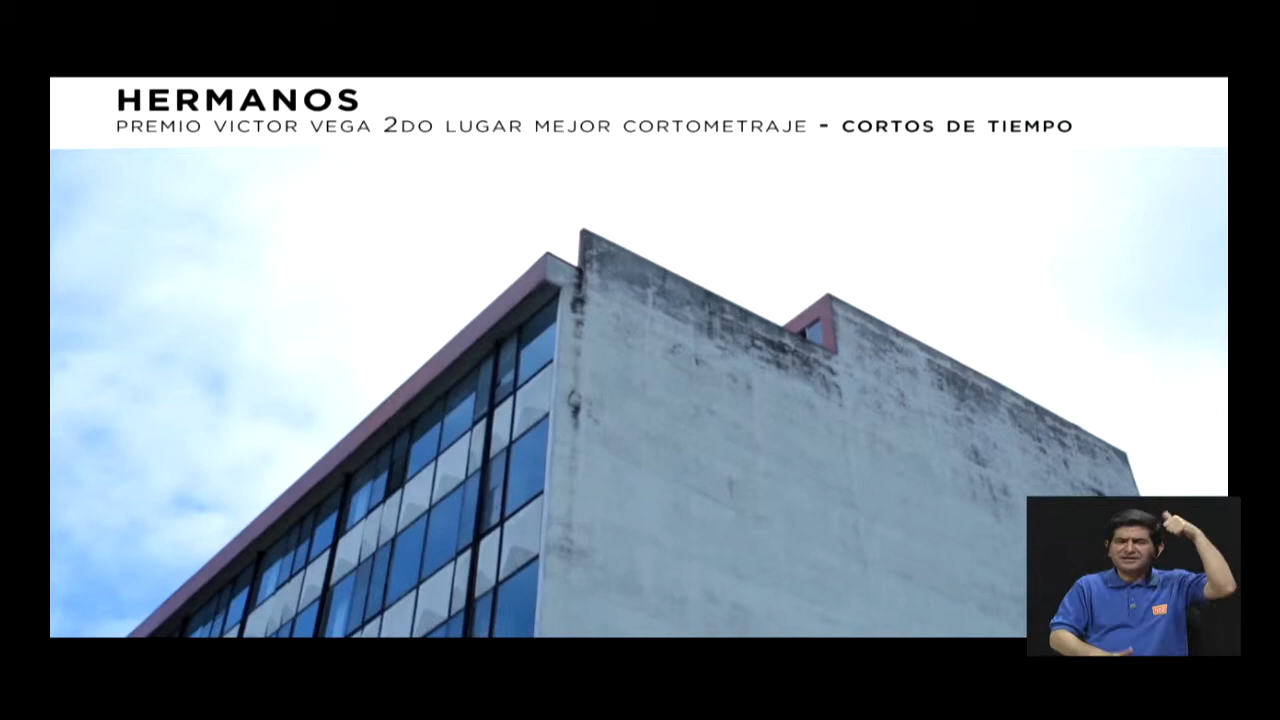 HERMANOS
PREMIO VICTOR VEGA 2DO LUGAR MEJOR CORTOMETRAJE - CORTOS DE TIEMPO